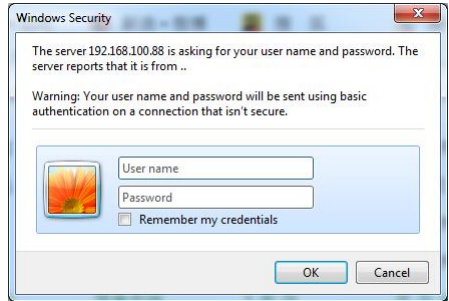 Windows Security
The server 192.168.100.88 is asking for your user name and password. The
server reports that it is from ..
Warning: Your user name and password will be sent using basic
authentication on a connection that isn't secure.
User name
Password
Remember my credentials
OK
Cancel